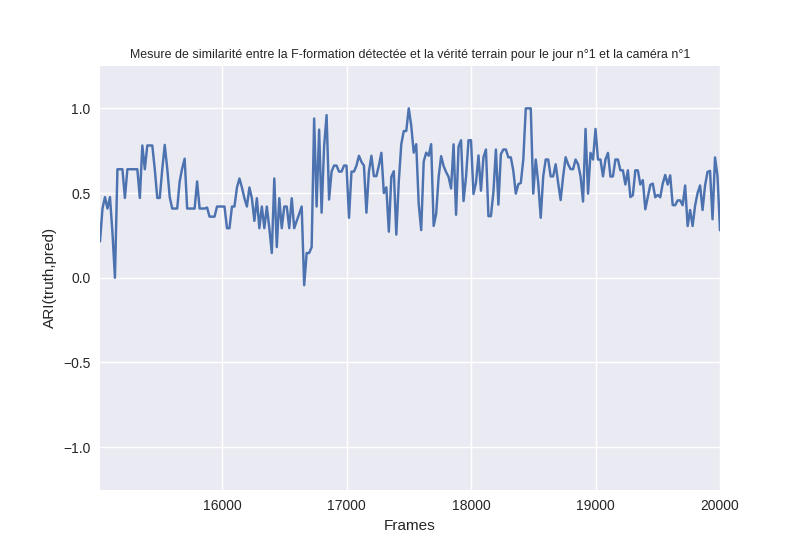 Mesure de similarité entre la F-formation détectée et la vérité terrain pour le jour n°1 et la caméra n°1
1.0
0.5
0.0
−0.5
−1.0
ARI(truth,pred)
16000 17000 18000 19000 20000
Frames